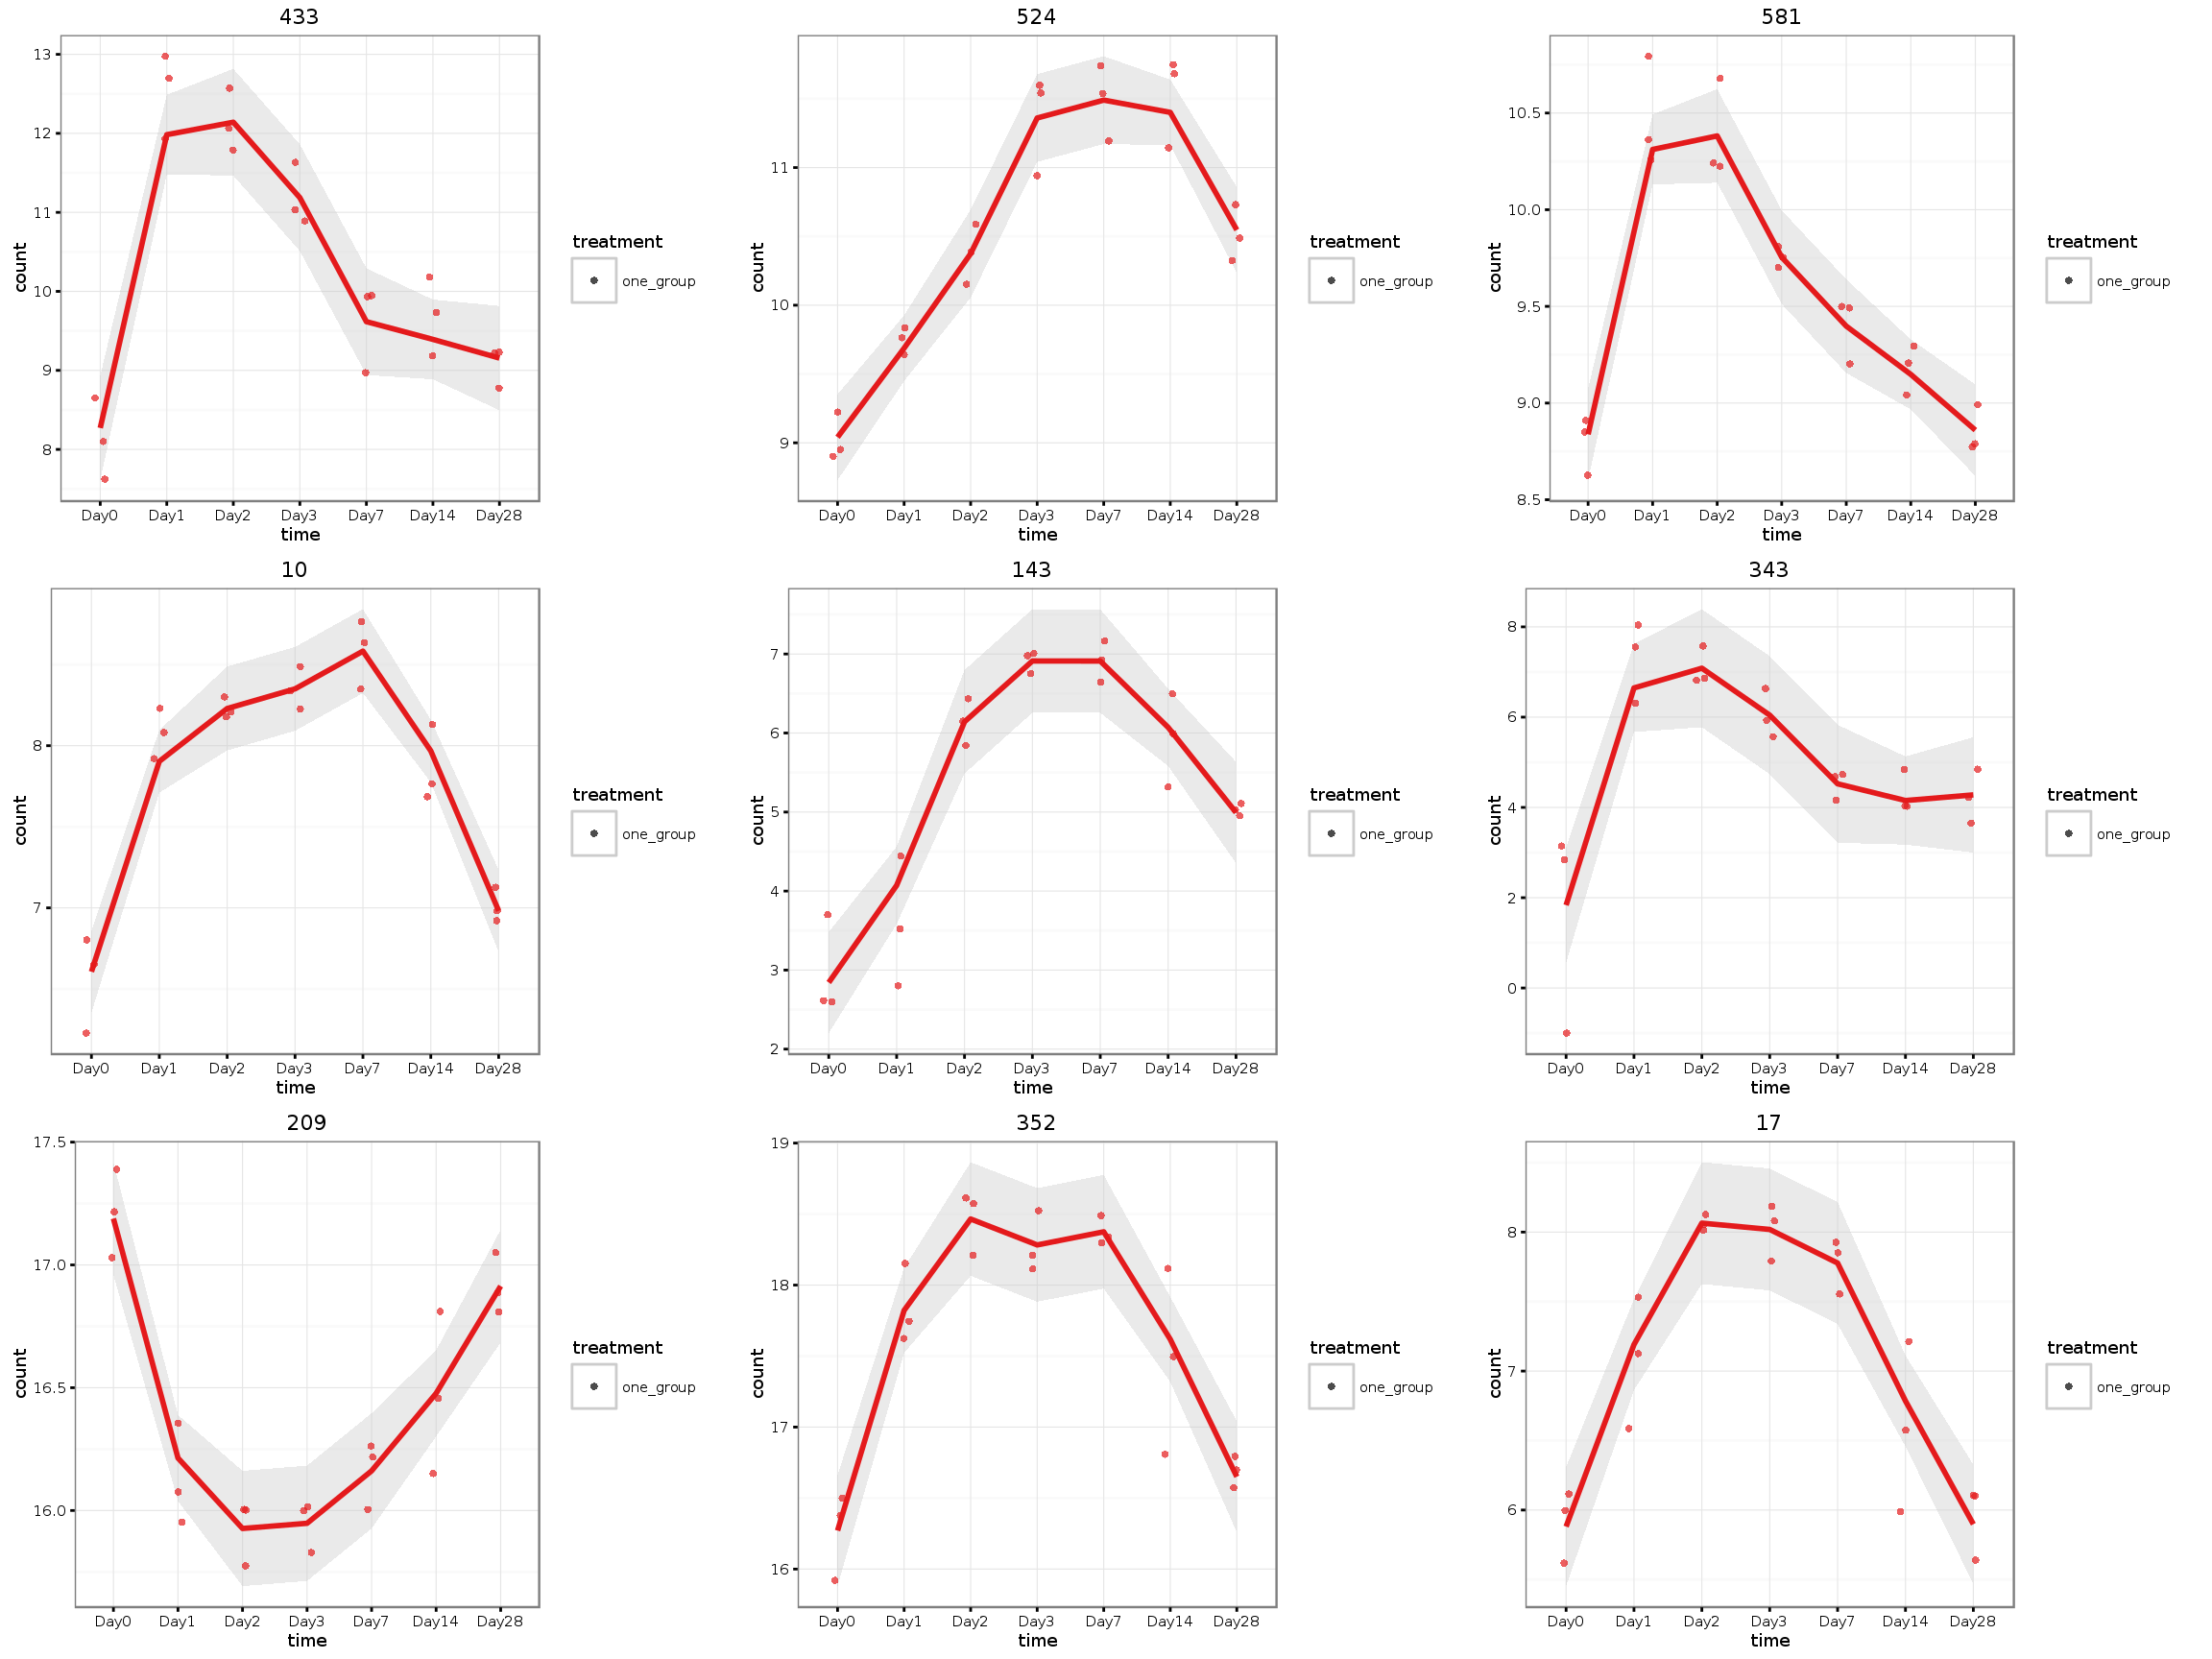 433
13
12
11
10
9
8
count
Day0 Day1 Day2 Day3 Day7 Day14 Day28
time
treatment
one_group
524
11
10
9
count
Day0 Day1 Day2 Day3 Day7 Day14 Day28
time
treatment
one_group
581
10.5
10.0
9.5
9.0
8.5
count
Day0 Day1 Day2 Day3 Day7 Day14 Day28
time
treatment
one_group
10
8
7
count
Day0 Day1 Day2 Day3 Day7 Day14 Day28
time
treatment
one_group
143
7
6
5
4
3
2
count
Day0 Day1 Day2 Day3 Day7 Day14 Day28
time
treatment
one_group
343
8
6
4
2
0
count
Day0 Day1 Day2 Day3 Day7 Day14 Day28
time
treatment
one_group
209
17.5
17.0
16.5
16.0
count
Day0 Day1 Day2 Day3 Day7 Day14 Day28
time
treatment
one_group
352
19
18
17
16
count
Day0 Day1 Day2 Day3 Day7 Day14 Day28
time
treatment
one_group
17
8
7
6
count
Day0 Day1 Day2 Day3 Day7 Day14 Day28
time
treatment
one_group